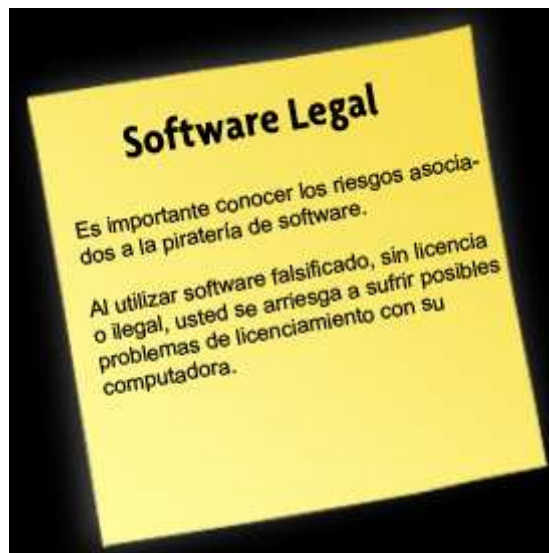 Software Legal
Es importante conocer los riesgos asocia-
dos a la piratería de software.
Al utilizar software falsificado, sin licencia
o ilegal, usted se arriesga a sufrir posibles
problemas de licenciamiento con su
computadora.